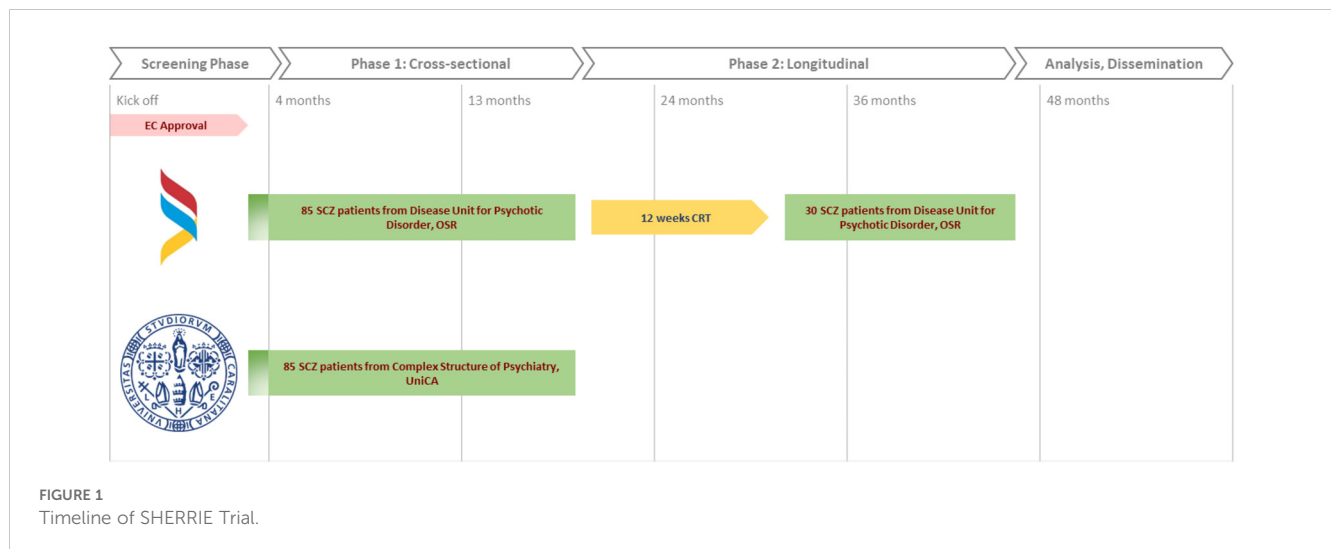 Screening Phase
Phase 1: Cross-sectional
Phase 2: Longitudinal
Analysis, Dissemination
Kick off
4 months
13 months
24 months
36 months
48 months
EC Approval
85 SCZ patients from Disease Unit for Psychotic
Disorder, OSR
12 weeks CRT
30 SCZ patients from Disease Unit for
Psychotic Disorder, OSR
STVDIORVM
VNIVERSITAS
CARALITANA
L
H
E
85 SCZ patients from Complex Structure of Psychiatry,
UniCA
FIGURE 1
Timeline of SHERRIE Trial.